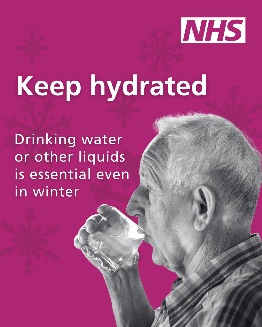 NHS
Keep hydrated
Drinking water
or other liquids
is essential even
in winter